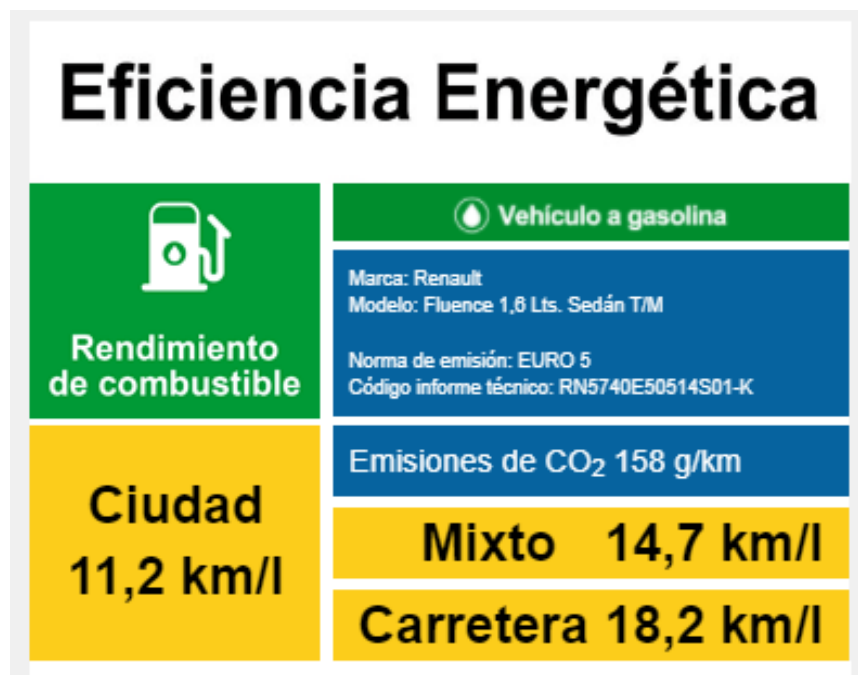 Eficiencia Energética
Rendimiento
de combustible
Vehículo a gasolina
Marca: Renault
Modelo: Fluence 1,6 Lts. Sedán T/M
Norma de emisión: EURO 5
Código informe técnico: RN5740E50514S01-K
Ciudad
11,2 km/l
Emisiones de CO₂ 158 g/km
Mixto 14,7 km/l
Carretera 18,2 km/l